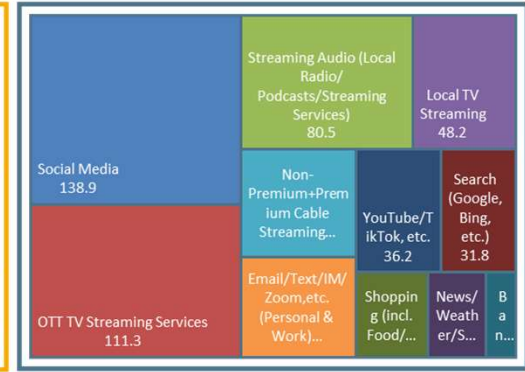 Social Media
138.9
OTT TV Streaming Services
111.3
Streaming Audio (Local
Radio/
Podcasts/Streaming
Services)
80.5
Local TV
Streaming
48.2
Non-
Premium+Prem
ium Cable
Streaming...
YouTube/T
ikTok, etc.
36.2
Search
(Google,
Bing,
etc.)
31.8
Email/Text/IM/
Zoom,etc.
(Personal &
Work)...
Shoppin
g (incl.
Food/...
News/
Weath
er/S...
B
a
n...